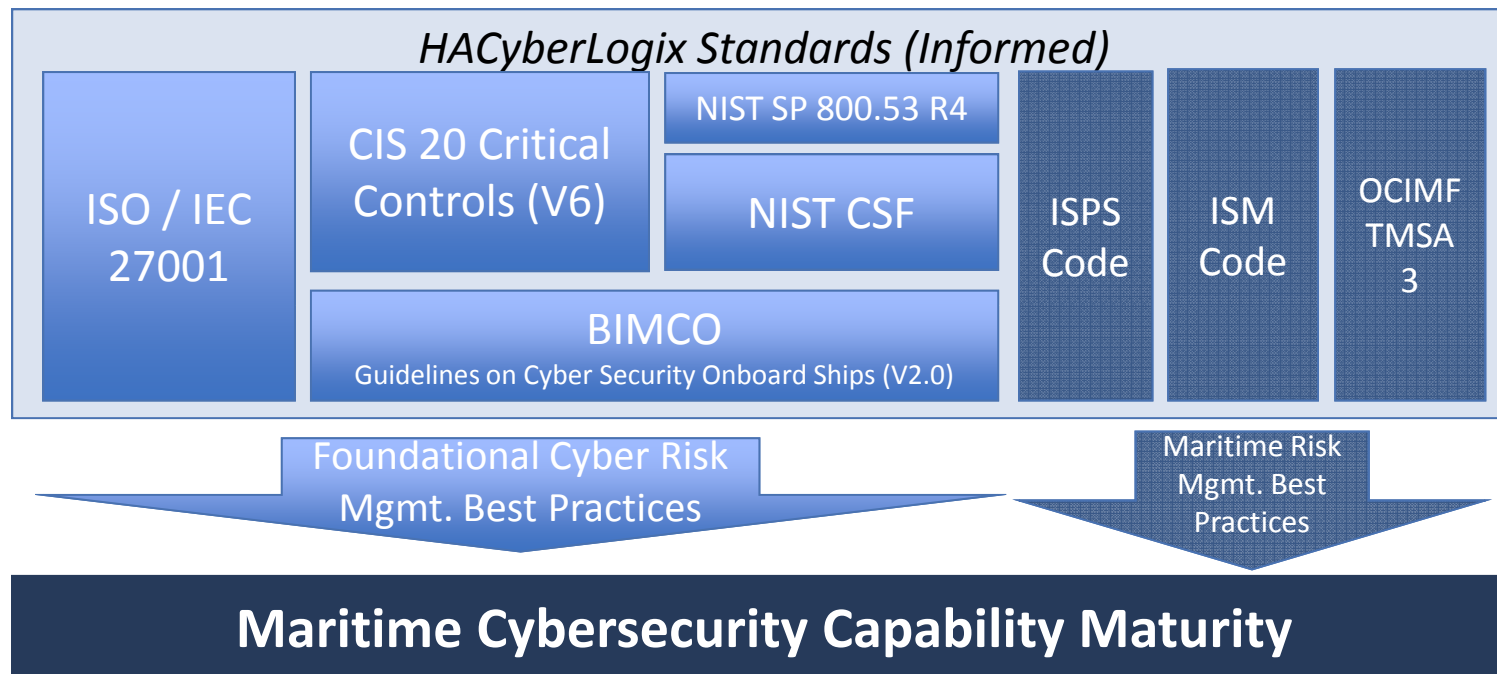 HACyberLogix Standards (Informed)
ISO / IEC
27001
CIS 20 Critical
Controls (V6)
NIST SP 800.53 R4
NIST CSF
BIMCO
Guidelines on Cyber Security Onboard Ships (V2.0)
ISPS
Code
ISM
Code
OCIMF
TMSA
3
Foundational Cyber Risk
Mgmt. Best Practices
Maritime Risk
Mgmt. Best
Practices
Maritime Cybersecurity Capability Maturity